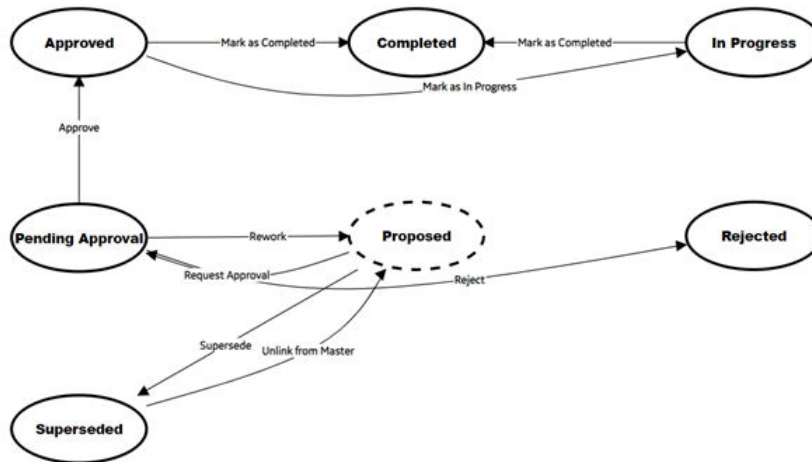 Approved
Mark as Completed
Completed
Mark as Completed
In Progress
Mark as In Progress
Approve
Pending Approval
Rework
Proposed
Rejected
Request Approval
Reject
Supersede
Unlink from Master
Superseded